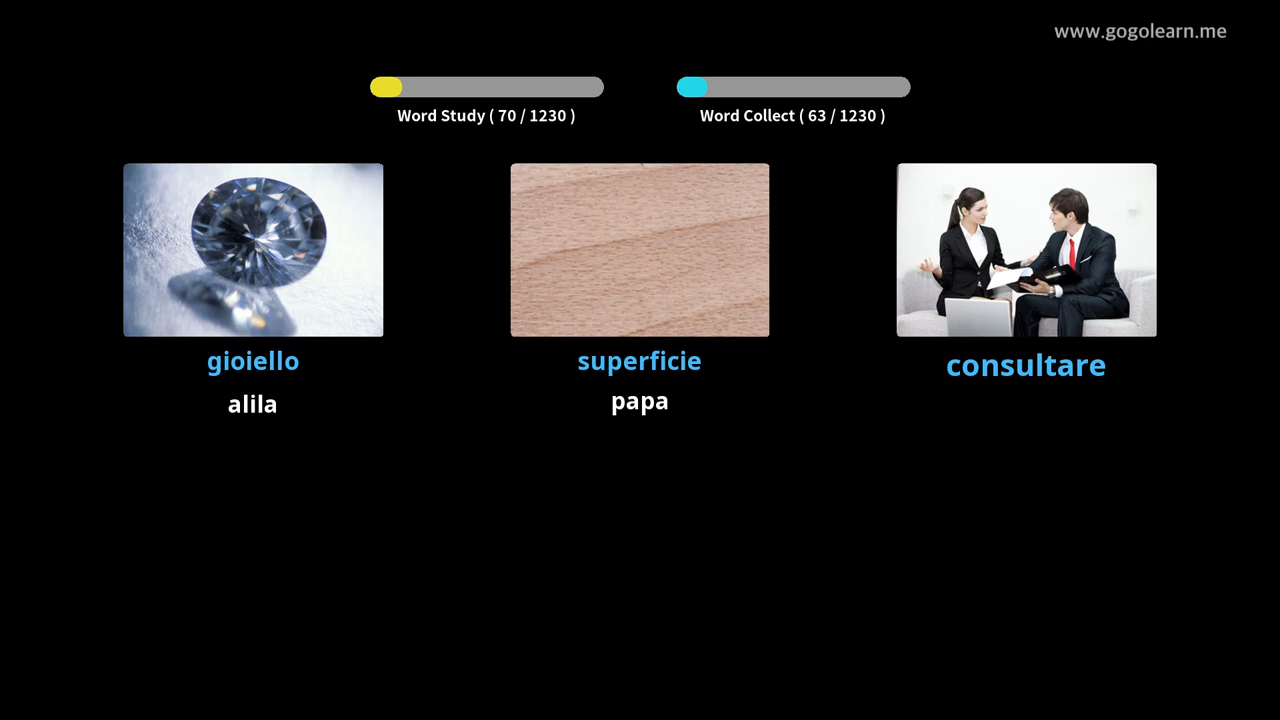 www.gogolearn.me
Word Study ( 70 / 1230 )
Word Collect ( 63 / 1230 )
gioiello
superficie
consultare
alila
papa